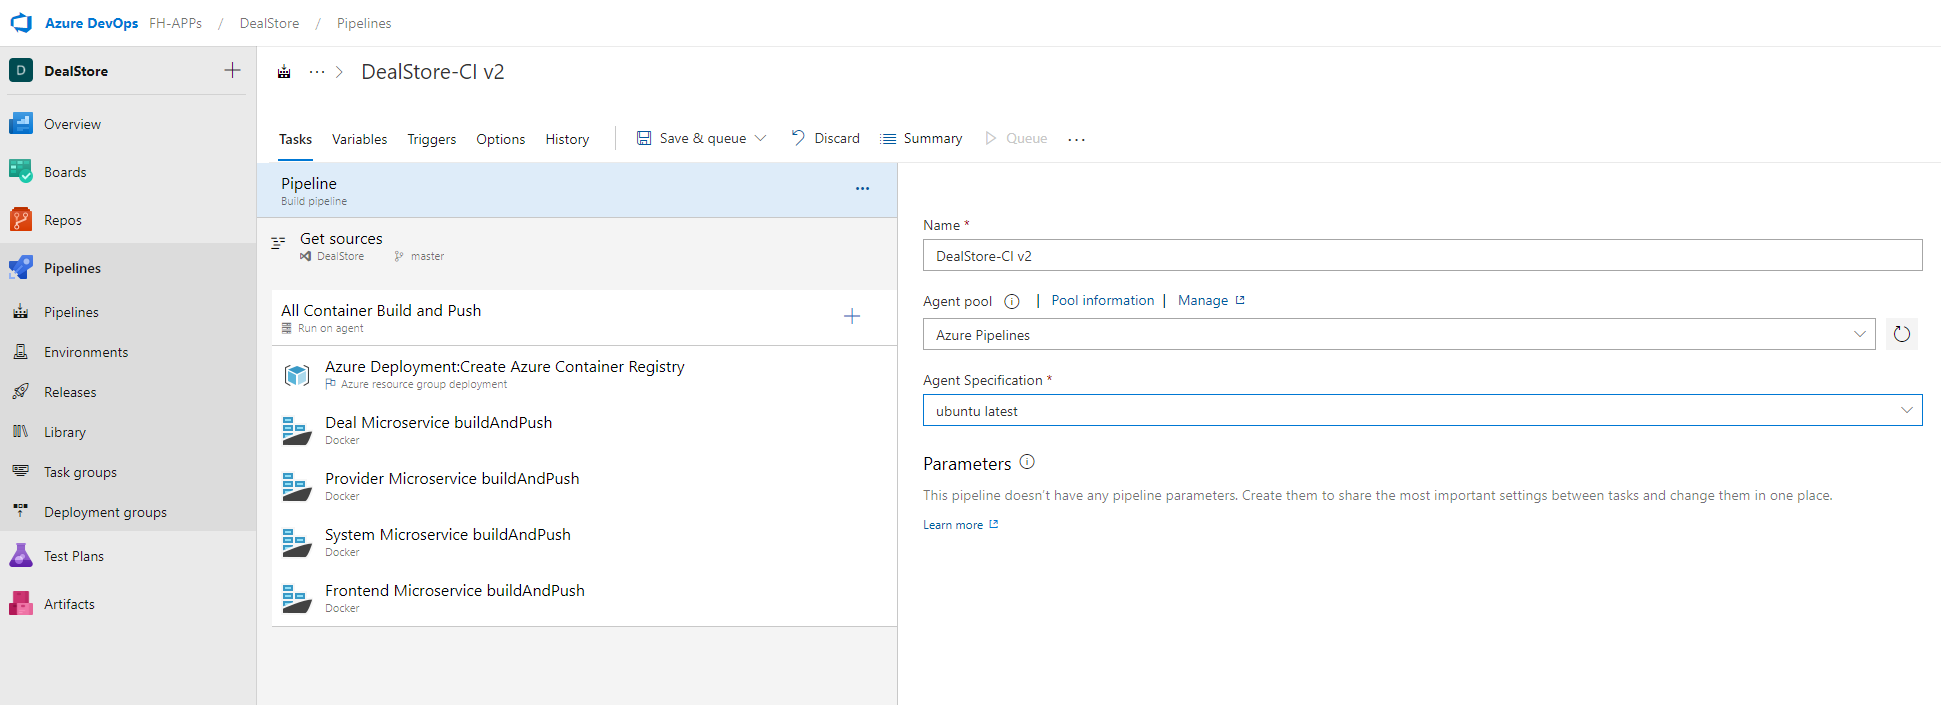 Azure DevOps FH-APPs / DealStore / Pipelines
D DealStore
Overview
Boards
Repos
Pipelines
Pipelines
Environments
Releases
Library
Task groups
Deployment groups
Test Plans
Artifacts
··· > DealStore-CI v2
Tasks Variables Triggers Options History Save & queue Discard Summary Queue ···
Pipeline
Build pipeline
···
Get sources
DealStore master
All Container Build and Push
Run on agent
Azure Deployment:Create Azure Container Registry
Azure resource group deployment
Deal Microservice buildAndPush
Docker
Provider Microservice buildAndPush
Docker
System Microservice buildAndPush
Docker
Frontend Microservice buildAndPush
Docker
Name *
DealStore-CI v2
Agent pool | Pool information | Manage
Azure Pipelines
Agent Specification *
ubuntu latest
Parameters
This pipeline doesn't have any pipeline parameters. Create them to share the most important settings between tasks and change them in one place.
Learn more